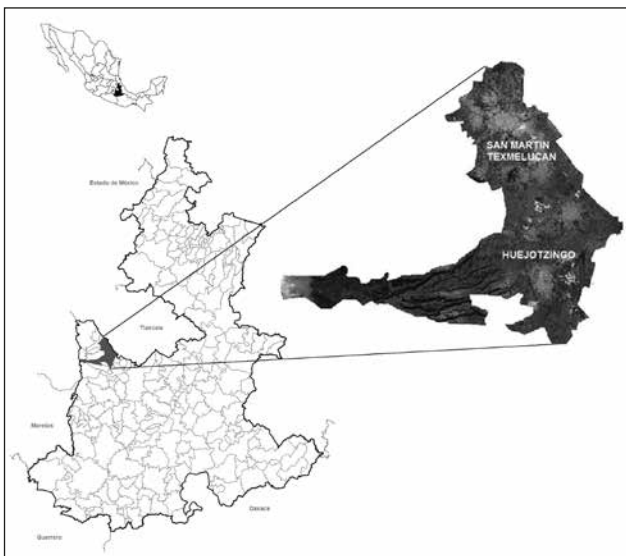 Estado de México
SAN MARTIN
TEXMELUCAN
HUEJOTZINGO
Tlaxcala
Morelos
Oaxaca
Guerrero